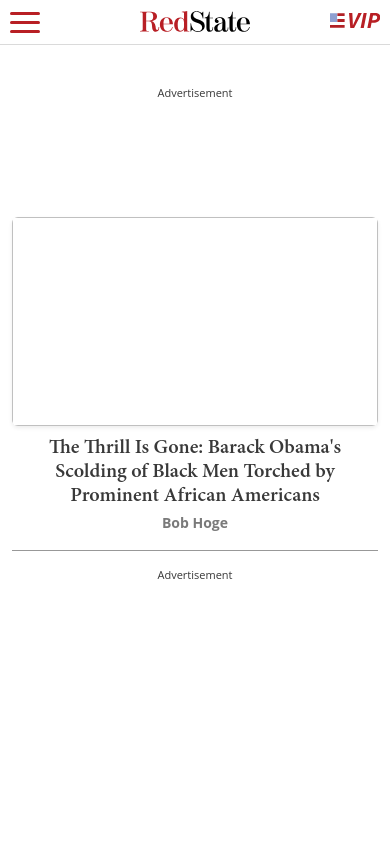 RedState
VIP
Advertisement
The Thrill Is Gone: Barack Obama's
Scolding of Black Men Torched by
Prominent African Americans
Bob Hoge
Advertisement